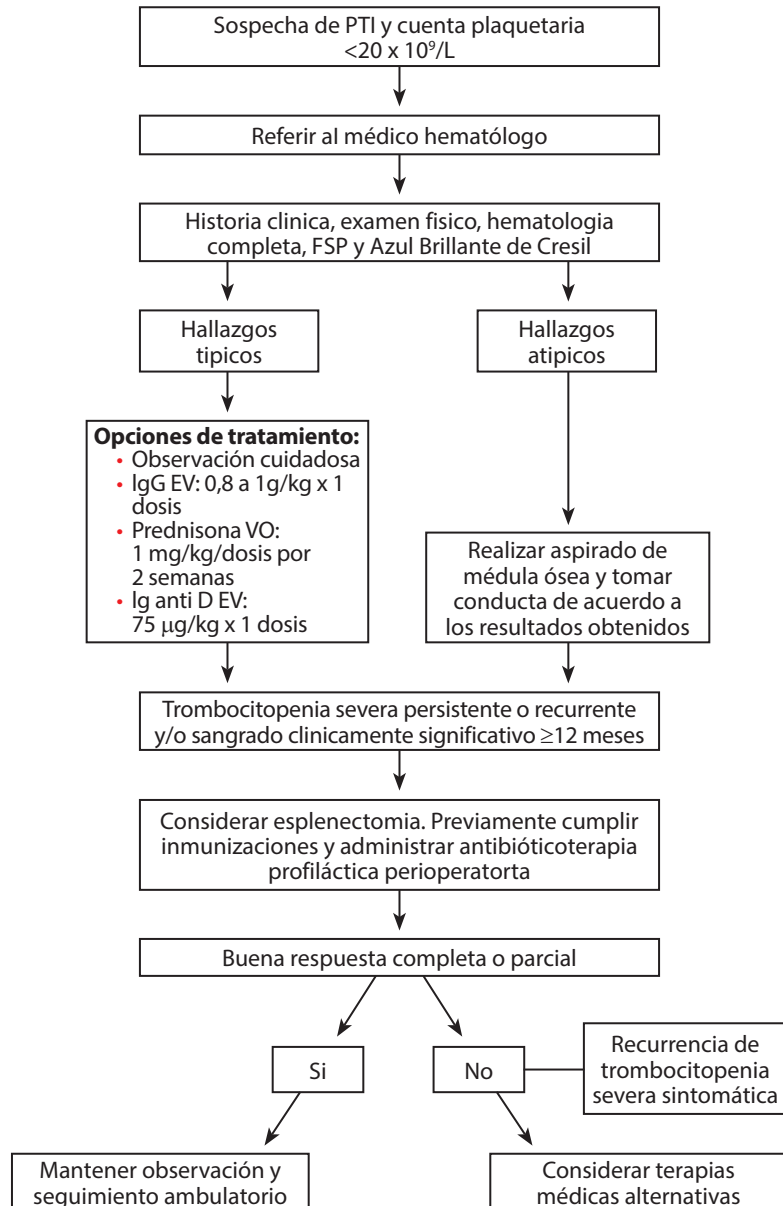 Sospecha de PTI y cuenta plaquetaria
<20 x 10⁹/L
Referir al médico hematólogo
Historia clinica, examen fisico, hematologia
completa, FSP y Azul Brillante de Cresil
Hallazgos
tipicos
Hallazgos
atipicos
Opciones de tratamiento:
• Observación cuidadosa
• IgG EV: 0,8 a 1g/kg x 1
dosis
• Prednisona VO:
1 mg/kg/dosis por
2 semanas
• Ig anti D EV:
75 µg/kg x 1 dosis
Realizar aspirado de
médula ósea y tomar
conducta de acuerdo a
los resultados obtenidos
Trombocitopenia severa persistente o recurrente
y/o sangrado clinicamente significativo ≥12 meses
Considerar esplenectomia. Previamente cumplir
inmunizaciones y administrar antibióticoterapia
profiláctica perioperatorta
Buena respuesta completa o parcial
Si
No
Recurrencia de
trombocitopenia
severa sintomática
Mantener observación y
seguimiento ambulatorio
Considerar terapias
médicas alternativas